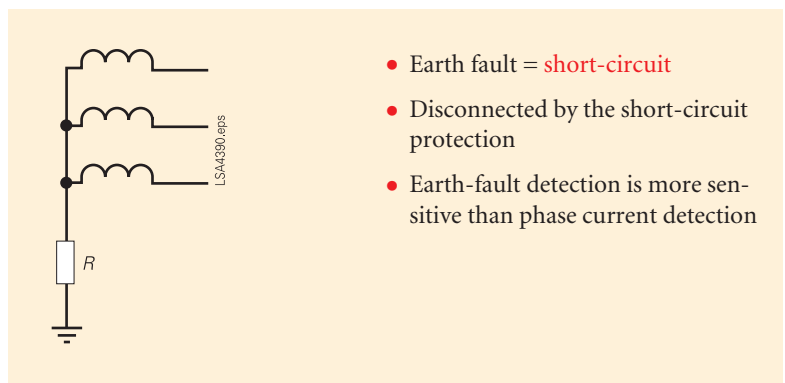 LSA4390.eps
R
• Earth fault = short-circuit
• Disconnected by the short-circuit
protection
• Earth-fault detection is more sen-
sitive than phase current detection